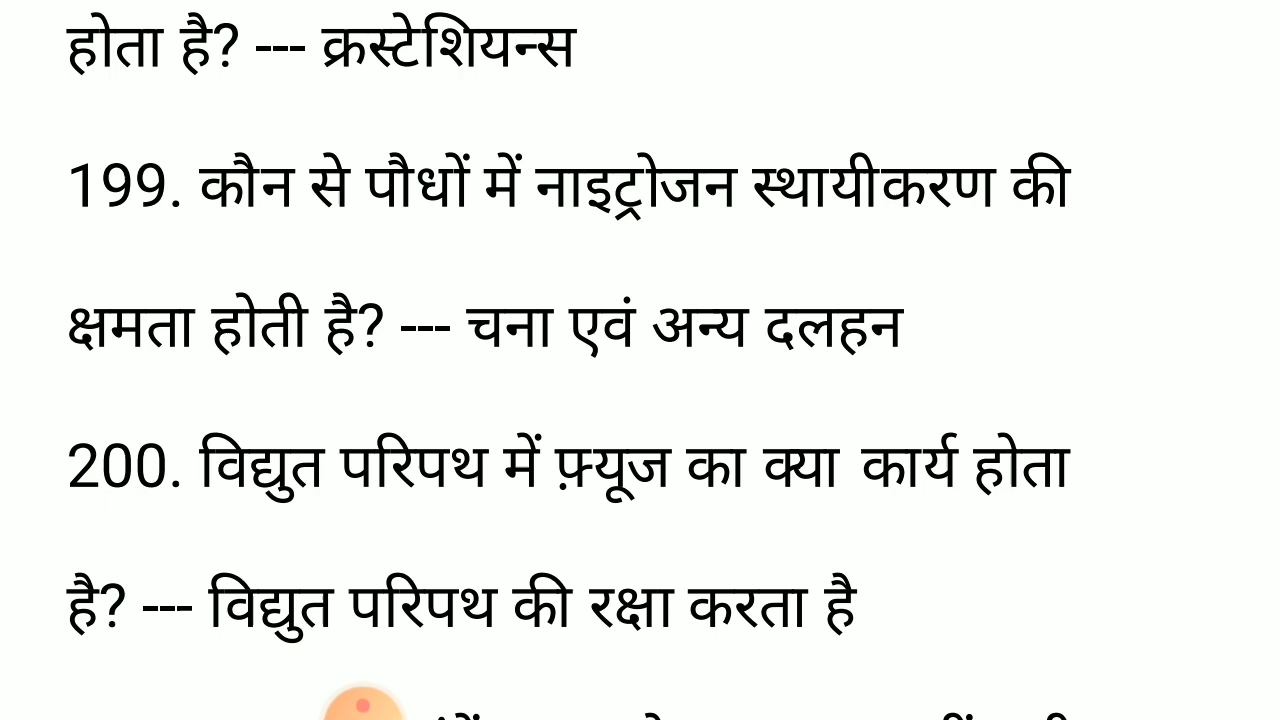 होता है? --- क्रस्टेशियन्स
199. कौन से पौधों में नाइट्रोजन स्थायीकरण की
क्षमता होती है? --- चना एवं अन्य दलहन
200. विद्युत परिपथ में फ़्यूज का क्या कार्य होता
है? --- विद्युत परिपथ की रक्षा करता है